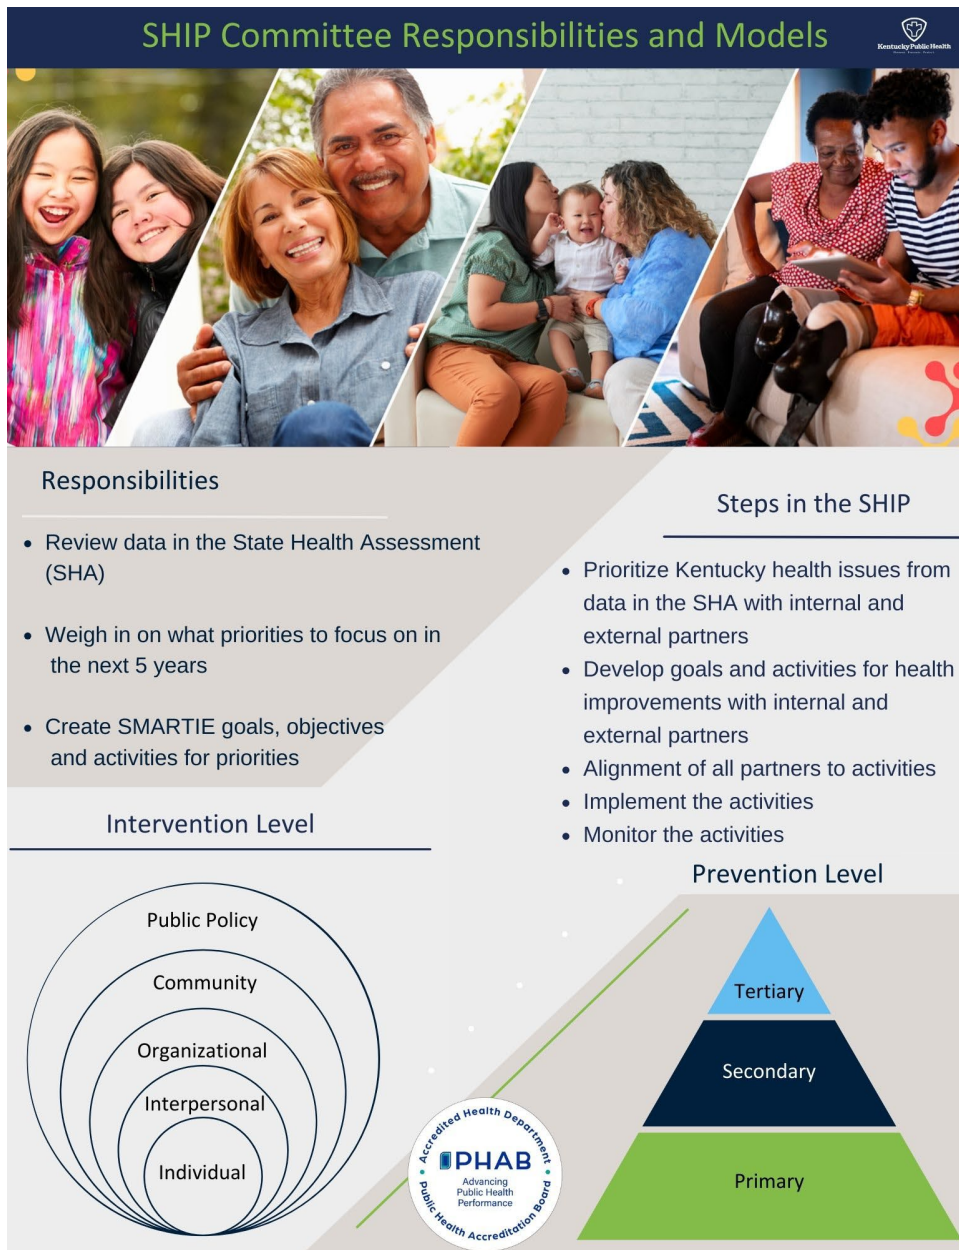 SHIP Committee Responsibilities and Models
KentuckyPublicHealth
Responsibilities
• Review data in the State Health Assessment
(SHA)
• Weigh in on what priorities to focus on in
the next 5 years
• Create SMARTIE goals, objectives
and activities for priorities
Steps in the SHIP
• Prioritize Kentucky health issues from
data in the SHA with internal and
external partners
• Develop goals and activities for health
improvements with internal and
external partners
• Alignment of all partners to activities
• Implement the activities
• Monitor the activities
Intervention Level
Public Policy
Community
Organizational
Interpersonal
Individual
Prevention Level
Tertiary
Secondary
Primary
Accredited Health Department
PHAB
Advancing
Public Health
Performance
Public Health Accreditation Board